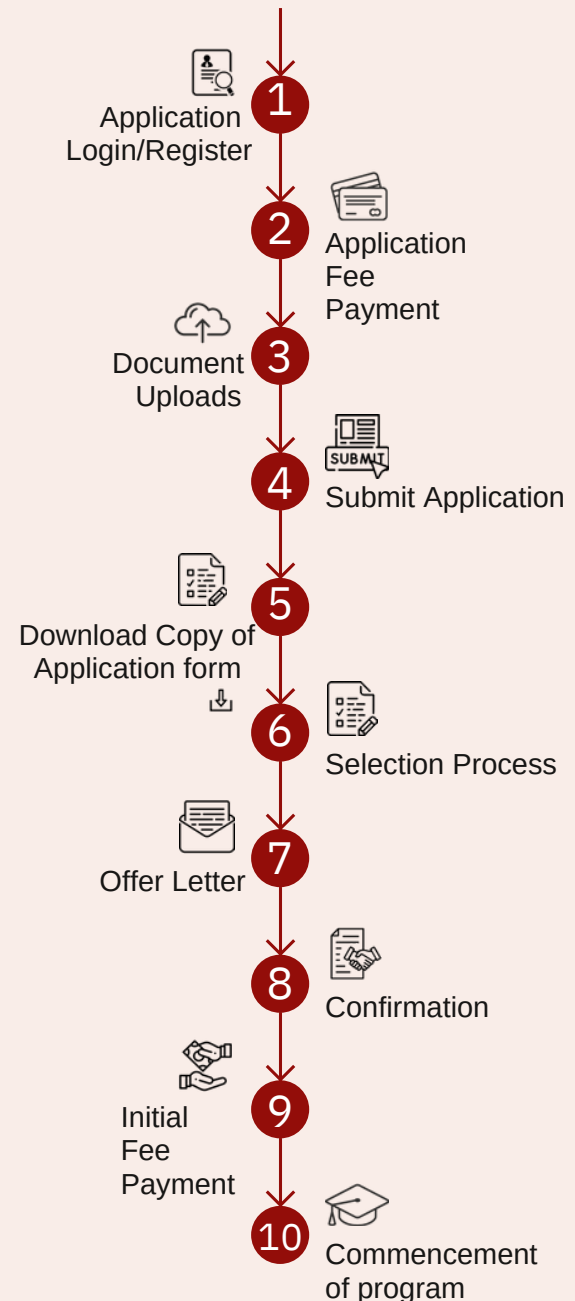 1
Application
Login/Register
2
Application
Fee
Payment
3
Document
Uploads
4
SUBMIT
Submit Application
5
Download Copy of
Application form
6
Selection Process
7
Offer Letter
8
Confirmation
9
Initial
Fee
Payment
10
Commencement
of program